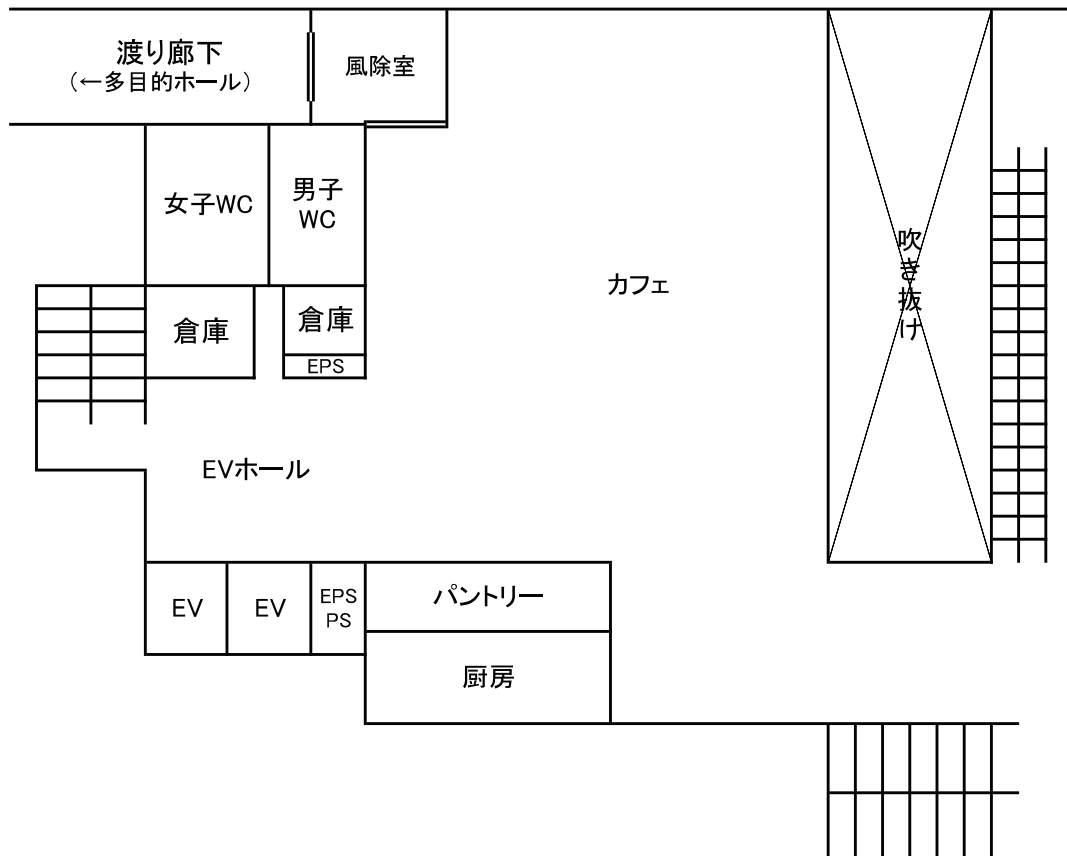 渡り廊下
(←多目的ホール)
風除室
女子WC
男子
WC
吹き抜け
カフェ
倉庫
倉庫
EPS
EVホール
EV
EV
EPS
PS
パントリー
厨房